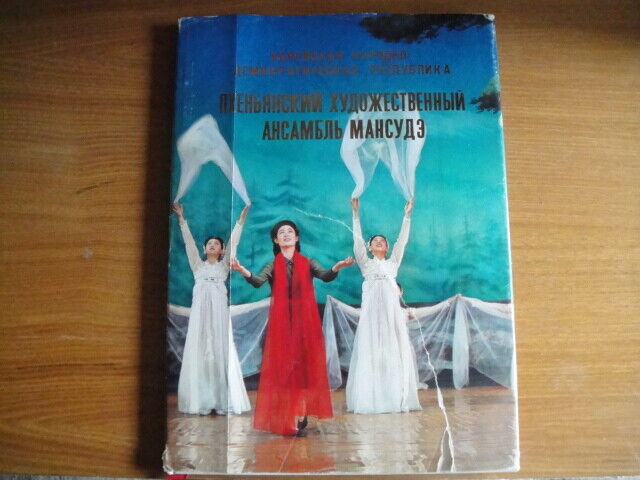 КОРЕЙСКАЯ НАРОДНО-
ДЕМОКРАТИЧЕСКАЯ РЕСПУБЛИКА
ПХЕНЬЯНСКИЙ ХУДОЖЕСТВЕННЫЙ
АНСАМБЛЬ МАНСУДЭ